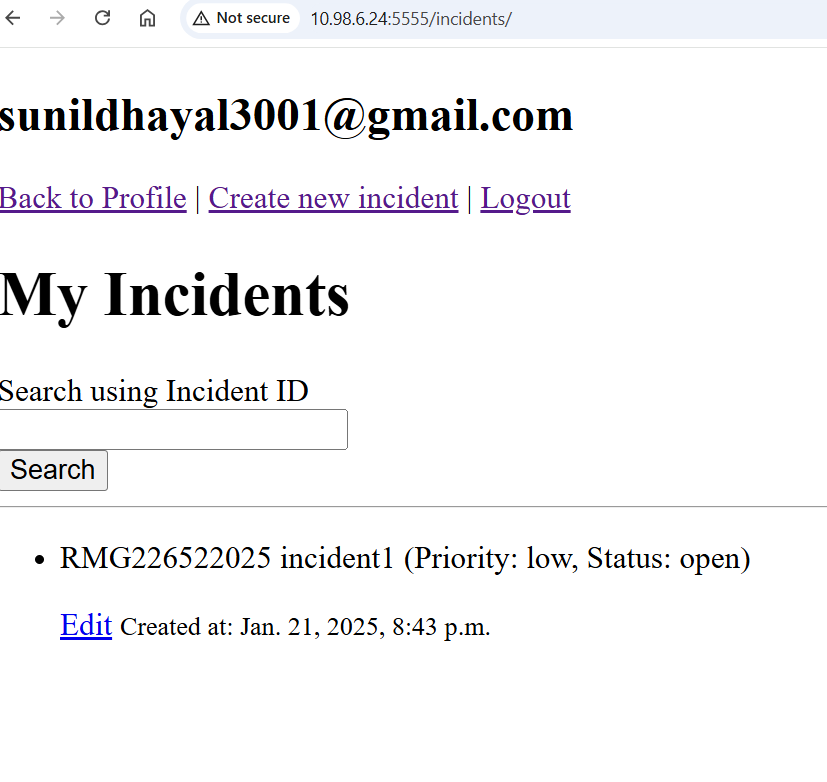 Not secure 10.98.6.24:5555/incidents/
sunildhayal3001@gmail.com
Back to Profile | Create new incident | Logout
My Incidents
Search using Incident ID
Search
• RMG226522025 incident1 (Priority: low, Status: open)
Edit Created at: Jan. 21, 2025, 8:43 p.m.